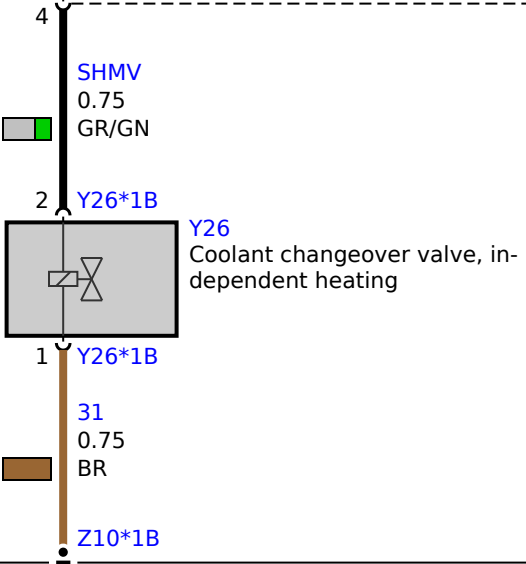 4
SHMV
0.75
GR/GN
2 Y26*1B
Y26
Coolant changeover valve, in-
dependent heating
1 Y26*1B
31
0.75
BR
Z10*1B